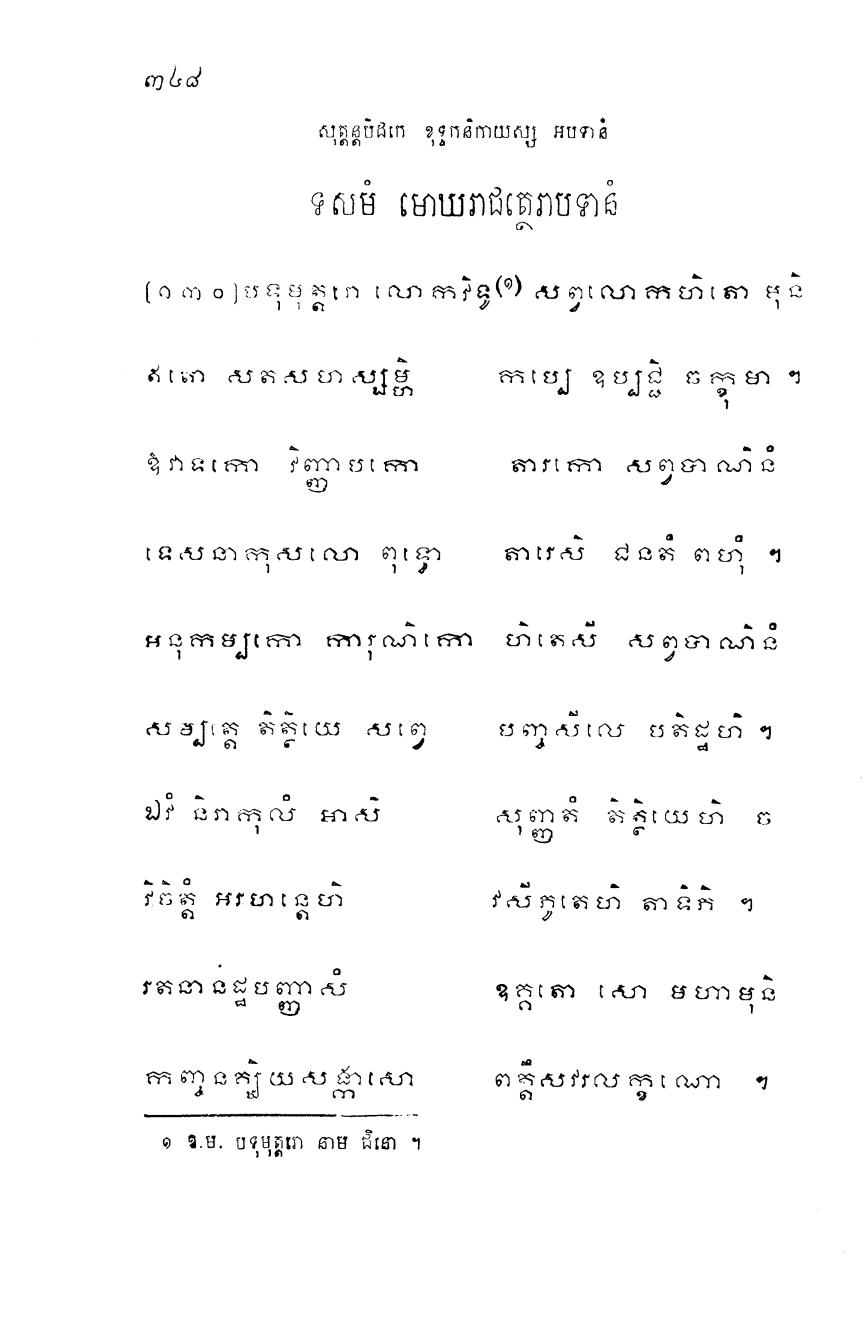 ៣៤៨
សុត្តន្តបិដកេ ខុទ្ទកនិកាយស្ស អបទានំ
ទសមំ មោឃរាជត្ថេរាបទានំ
(១៣០)បទុមុត្តរោ លោកវិទូ(១) សព្វលោកហិតោ មុនិ
ឥតោ សតសហស្សម្ហិ កប្បេ ឧប្បជ្ជិ ចក្ខុមា ។
ឱវាទកោ វិញ្ញាបកោ តារកោ សព្វបាណិនំ
ទេសនាកុសលោ ពុទ្ធោ តារេសិ ជនតំ ពហុំ ។
អនុកម្បកោ ការុណិកោ ហិតេសី សព្វបាណិនំ
សម្បត្តេ តិត្ថិយេ សព្វេ បញ្ចសីលេ បតិដ្ឋហិ ។
ឯវំ និរាកុលំ អាសិ សុញ្ញតំ តិត្ថិយេហិ ច
វិចិត្តំ អរហន្តេហិ វសីភូតេហិ តាទិភិ ។
រតនានដ្ឋបញ្ញាសំ ឧគ្គតោ សោ មហាមុនិ
កញ្ចនគ្ឃិយសង្កាសោ ពត្តឹសវរលក្ខណោ ។
១ ឱ.ម. បទុមុត្តរោ នាម ជិនោ ។